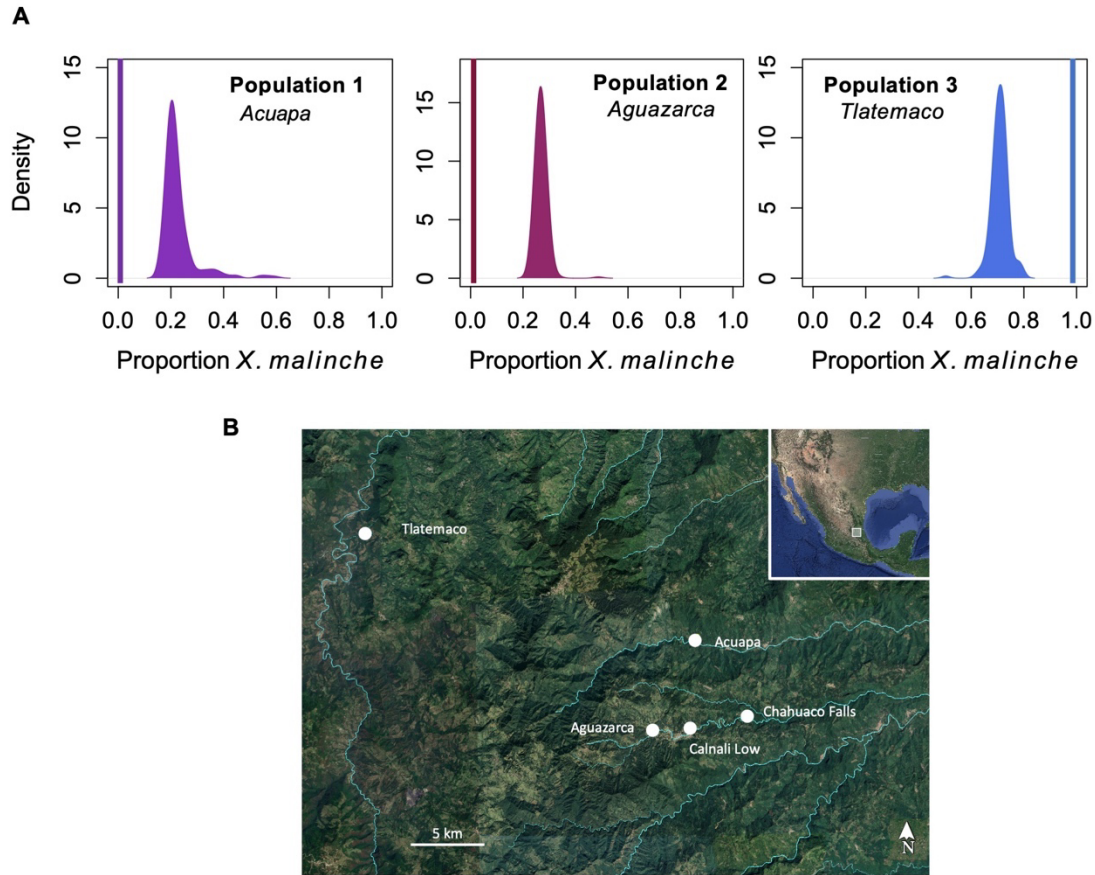 A
Population 1
Acuapa
Population 2
Aguazarca
Population 3
Tlatemaco
Density
15
10
5
0
15
10
5
0
15
10
5
0
0.0 0.2 0.4 0.6 0.8 1.0
0.0 0.2 0.4 0.6 0.8 1.0
0.0 0.2 0.4 0.6 0.8 1.0
Proportion X. malinche
Proportion X. malinche
Proportion X. malinche
B
Tlatemaco
Acuapa
Chahuaco Falls
Aguazarca
Calnali Low
5 km
N